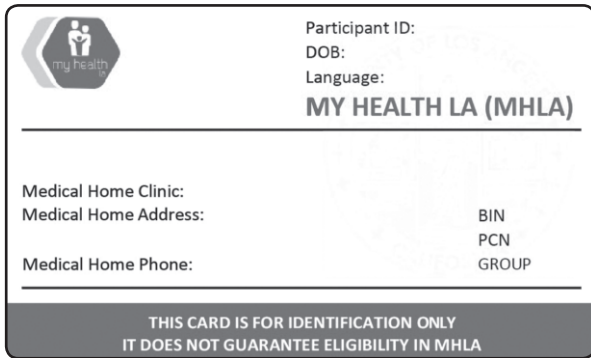 my health
LA
Participant ID:
DOB:
Language:
MY HEALTH LA (MHLA)
Medical Home Clinic:
Medical Home Address:
BIN
PCN
Medical Home Phone:
GROUP
THIS CARD IS FOR IDENTIFICATION ONLY
IT DOES NOT GUARANTEE ELIGIBILITY IN MHLA